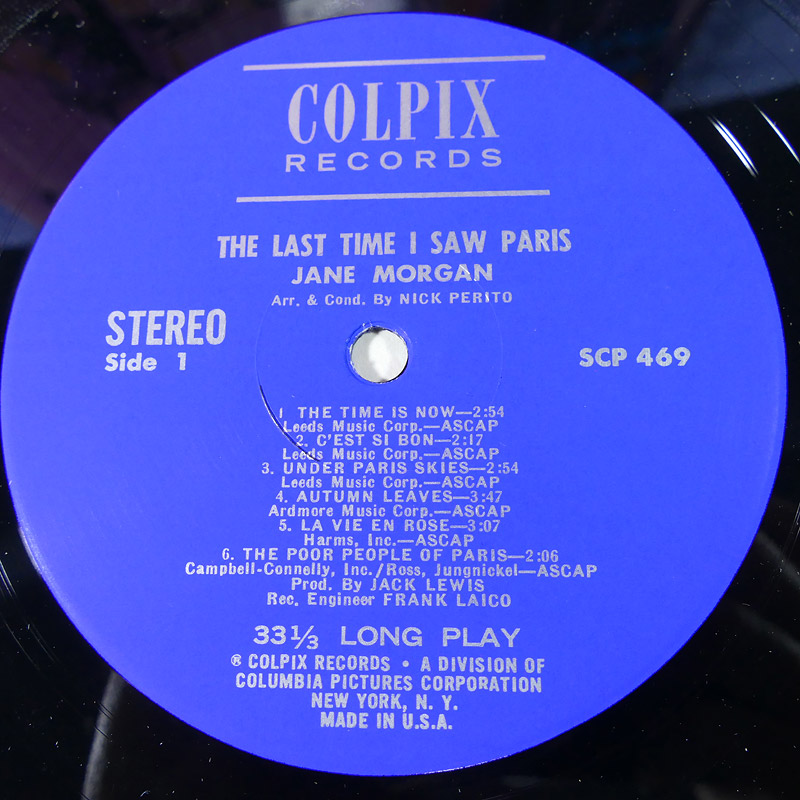 COLPIX
RECORDS
THE LAST TIME I SAW PARIS
JANE MORGAN
Arr. & Cond. By NICK PERITO
STEREO
Side 1
SCP 469
1 THE TIME IS NOW—2:54
Leeds Music Corp.—ASCAP
2. C'EST SI BON—2:17
Leeds Music Corp.—ASCAP
3. UNDER PARIS SKIES—2:54
Leeds Music Corp.—ASCAP
4. AUTUMN LEAVES—3:47
Ardmore Music Corp.—ASCAP
5. LA VIE EN ROSE—3:07
Harms, Inc.—ASCAP
6. THE POOR PEOPLE OF PARIS—2:06
Campbell-Connelly, Inc./Ross, Jungnickel—ASCAP
Prod. By JACK LEWIS
Rec. Engineer FRANK LAICO
33⅓ LONG PLAY
® COLPIX RECORDS • A DIVISION OF
COLUMBIA PICTURES CORPORATION
NEW YORK, N. Y.
MADE IN U.S.A.